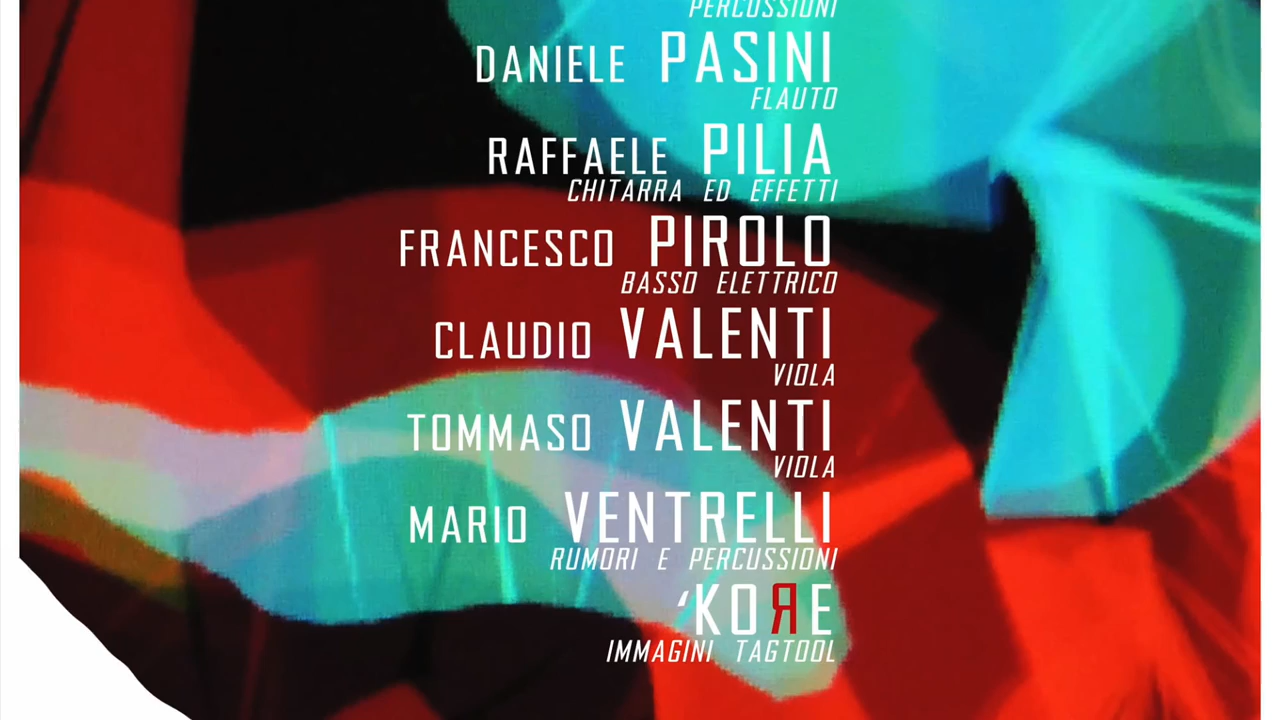 PERCUSSIONI
DANIELE PASINI
FLAUTO
RAFFAELE PILIA
CHITARRA ED EFFETTI
FRANCESCO PIROLO
BASSO ELETTRICO
CLAUDIO VALENTI
VIOLA
TOMMASO VALENTI
VIOLA
MARIO VENTRELLI
RUMORI E PERCUSSIONI
'KOЯE
IMMAGINI TAGTOOL